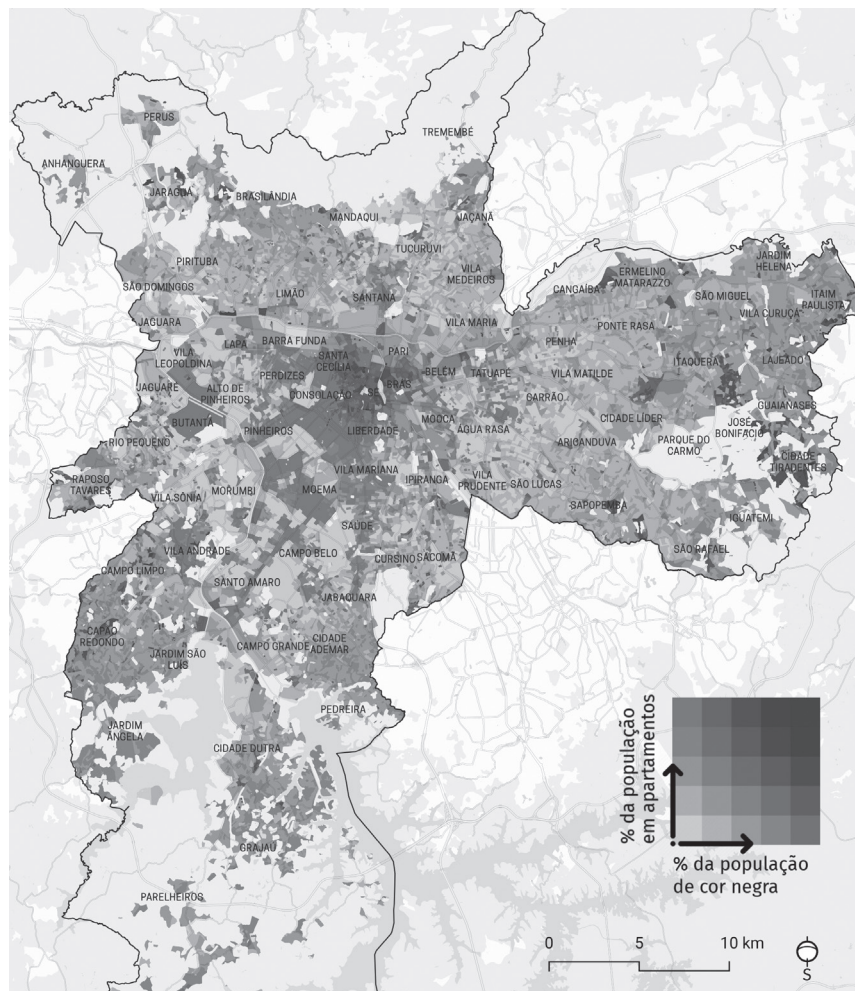 PERUS
TREMEMBÉ
ANHANGUERA
JARAGUÁ
BRASILÂNDIA
MANDAQUI
JAÇANÃ
TUCURUVI
PIRITUBA
JARDIM
HELENA
VILA
MEDEIROS
ERMELINO
MATARAZZO
CANGAÍBA
SÃO DOMINGOS
LIMÃO
SANTANA
SÃO MIGUEL
ITAIM
PAULISTA
VILA CURUÇÁ
JAGUARA
VILA MARIA
PONTE RASA
LAPA
BARRA FUNDA
PENHA
VILA
LEOPOLDINA
SANTA
CECÍLIA
PARI
ITAQUERA
LAJEADO
PERDIZES
BELÉM
TATUAPÉ
VILA MATILDE
JAGUARÉ
ALTO DE
PINHEIROS
CONSOLAÇÃO
SÉ
BRÁS
CARRÃO
GUAIANASES
BUTANTÃ
PINHEIROS
LIBERDADE
MOOCA
ÁGUA RASA
CIDADE LÍDER
JOSÉ
BONIFÁCIO
RIO PEQUENO
ARICANDUVA
PARQUE DO
CARMO
CIDADE
TIRADENTES
VILA MARIANA
RAPOSO
TAVARES
VILA SÔNIA
MORUMBI
MOEMA
IPIRANGA
VILA
PRUDENTE
SÃO LUCAS
SAPOPEMBA
IGUATEMI
SAÚDE
VILA ANDRADE
CAMPO BELO
CURSINO
SACOMÃ
SÃO RAFAEL
CAMPO LIMPO
SANTO AMARO
JABAQUARA
CAPÃO
REDONDO
JARDIM SÃO
LUÍS
CAMPO GRANDE
CIDADE
ADEMAR
JARDIM
ÂNGELA
PEDREIRA
CIDADE DUTRA
GRAJAÚ
PARELHEIROS
% da população
em apartamentos
% da população
de cor negra
0 5 10 km
S